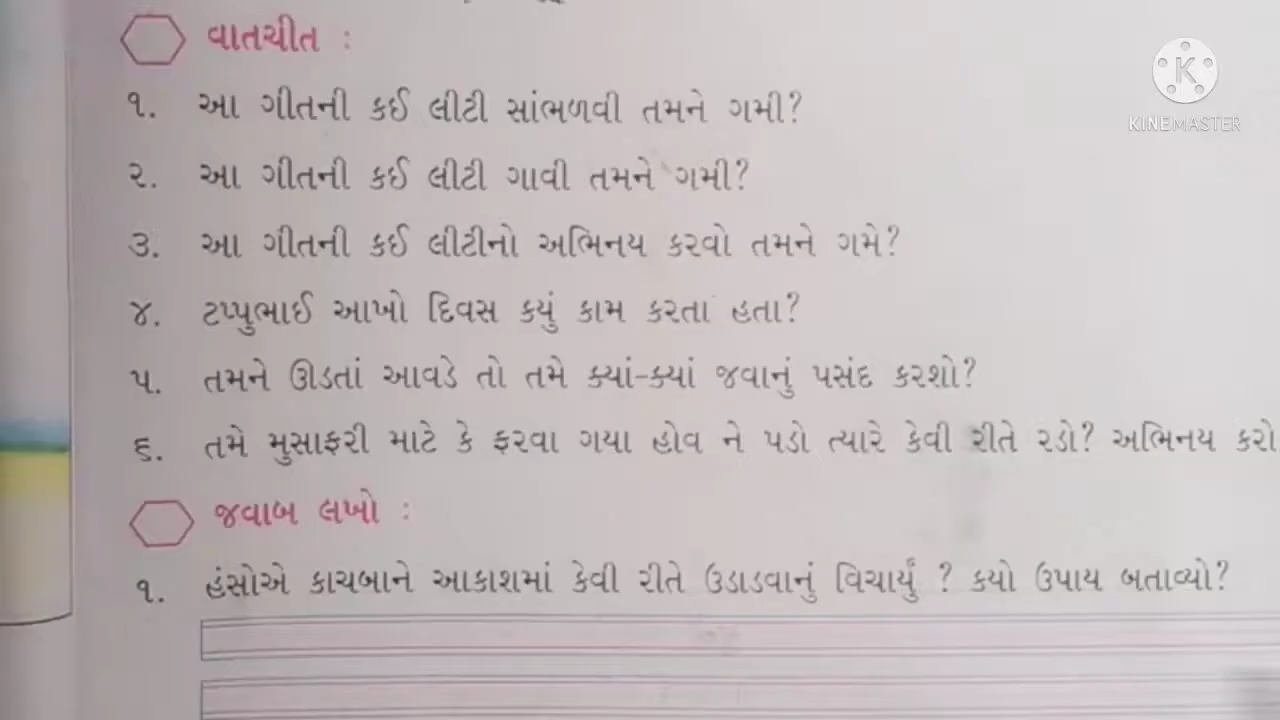 વાતચીત :
૧. આ ગીતની કઈ લીટી સાંભળવી તમને ગમી?
૨. આ ગીતની કઈ લીટી ગાવી તમને ગમી?
૩. આ ગીતની કઈ લીટીનો અભિનય કરવો તમને ગમે?
૪. ટપ્પુભાઈ આખો દિવસ કયું કામ કરતા હતા?
૫. તમને ઊડતાં આવડે તો તમે ક્યાં-ક્યાં જવાનું પસંદ કરશો?
૬. તમે મુસાફરી માટે કે ફરવા ગયા હોવ ને પડો ત્યારે કેવી રીતે રડો? અભિનય કરો
જવાબ લખો :
૧. હંસોએ કાચબાને આકાશમાં કેવી રીતે ઉડાડવાનું વિચાર્યું ? કયો ઉપાય બતાવ્યો?
K
KINEMASTER